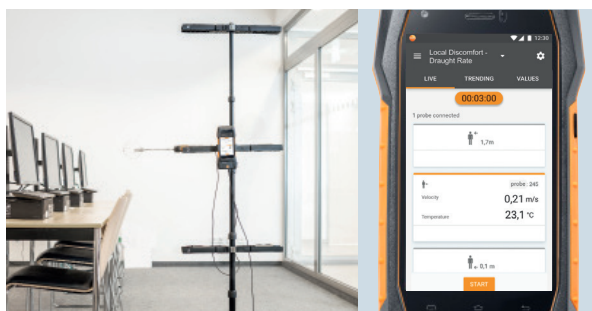 12:30
Local Discomfort -
Draught Rate
LIVE TRENDING VALUES
00:03:00
1 probe connected
1,7m
probe: 245
Velocity 0,21 m/s
Temperature 23,1 °C
0,1 m
START